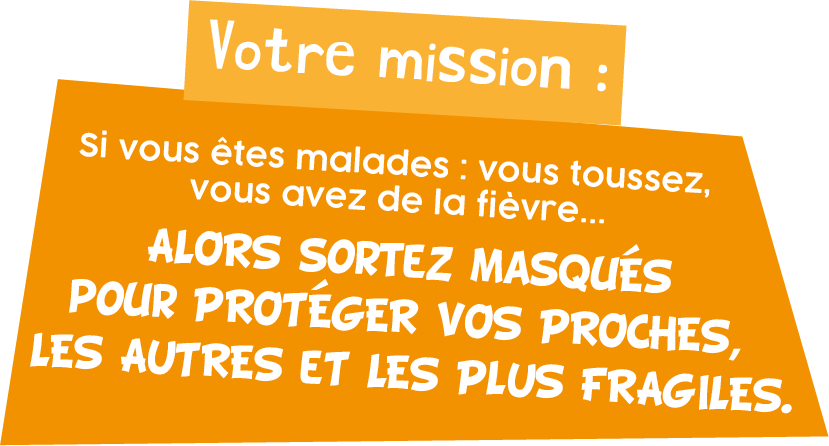 Votre mission :
Si vous êtes malades : vous toussez,
vous avez de la fièvre...
ALORS SORTEZ MASQUÉS
POUR PROTÉGER VOS PROCHES,
LES AUTRES ET LES PLUS FRAGILES.